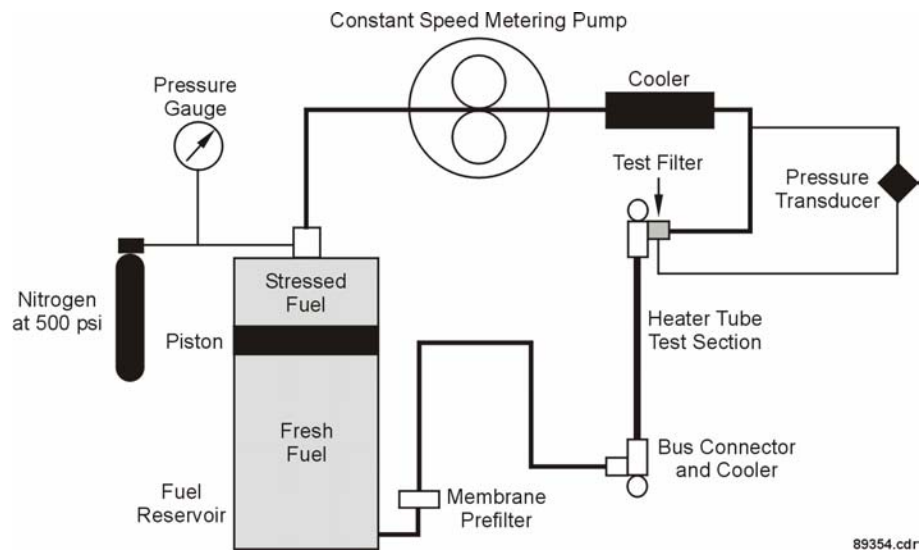 Constant Speed Metering Pump
Pressure
Gauge
Cooler
Test Filter
Pressure
Transducer
Nitrogen
at 500 psi
Stressed
Fuel
Piston
Heater Tube
Test Section
Fresh
Fuel
Fuel
Reservoir
Membrane
Prefilter
Bus Connector
and Cooler
89354.cdr